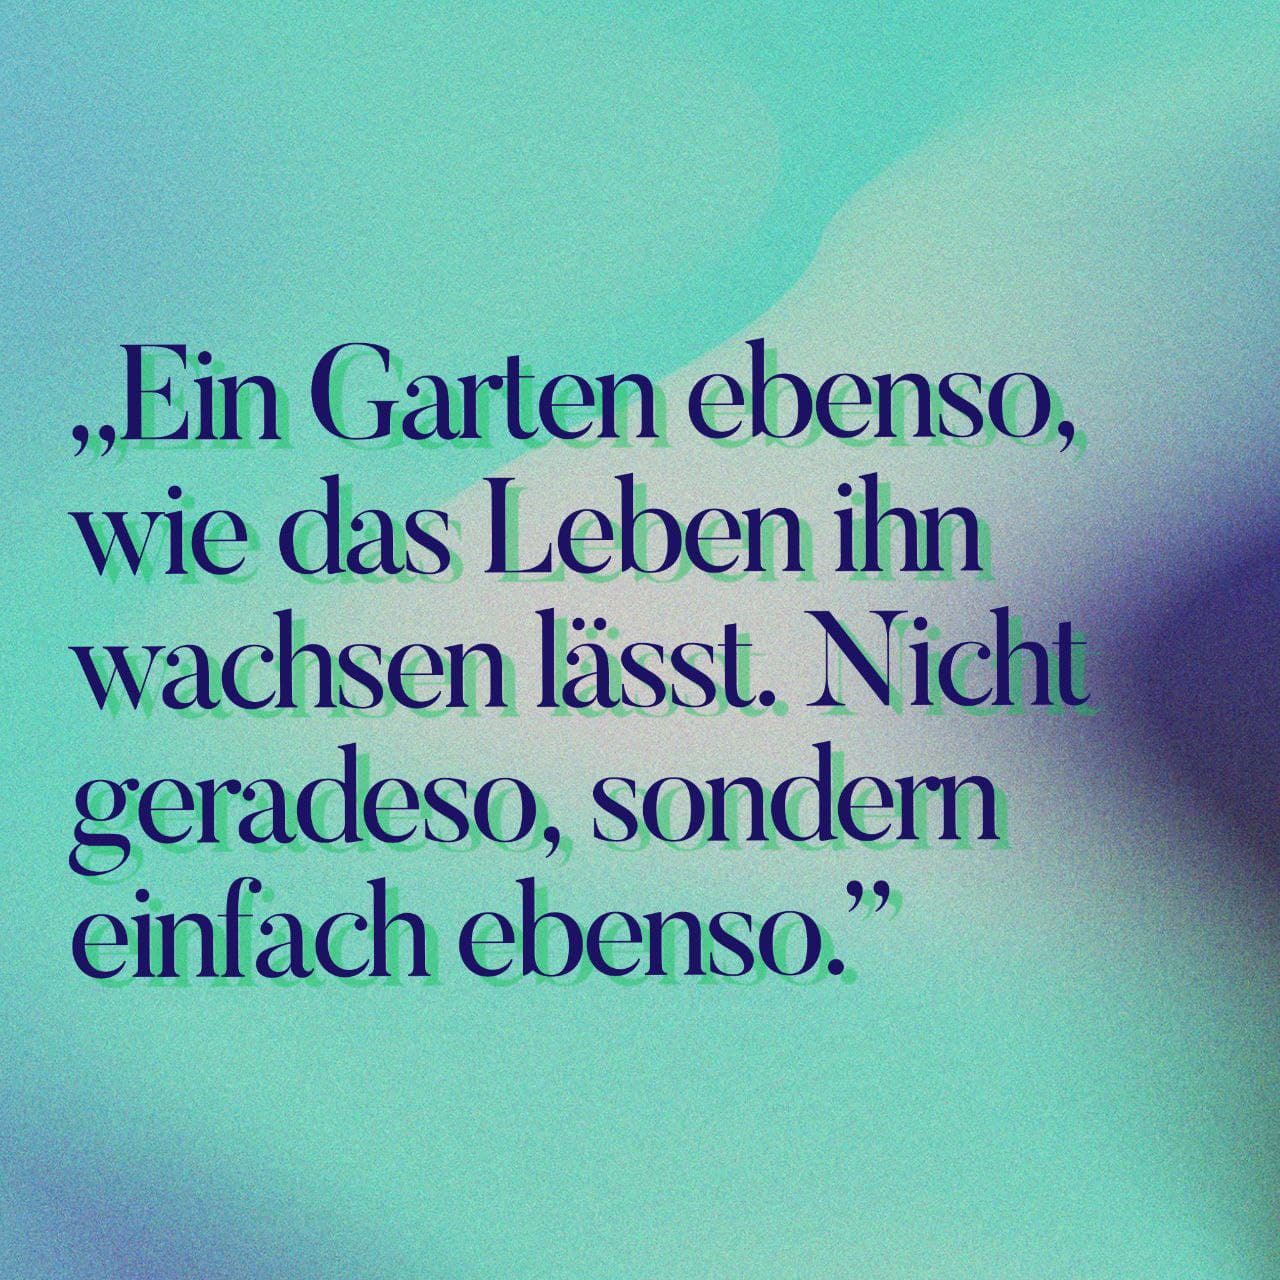 „Ein Garten ebenso,
wie das Leben ihn
wachsen lässt. Nicht
geradeso, sondern
einfach ebenso.”